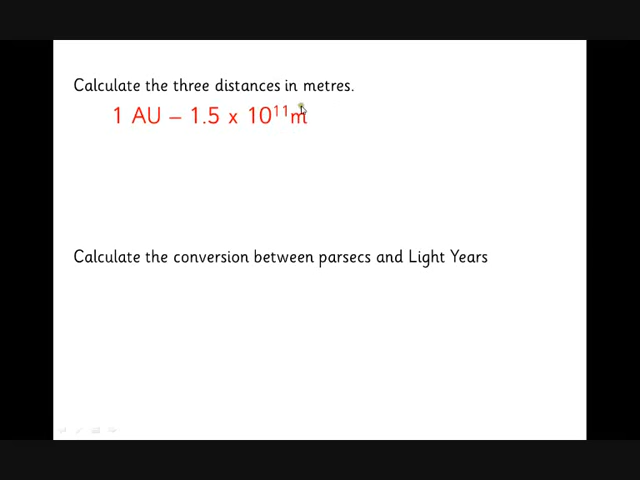 Calculate the three distances in metres.
1 AU – 1.5 x 10¹¹m
Calculate the conversion between parsecs and Light Years